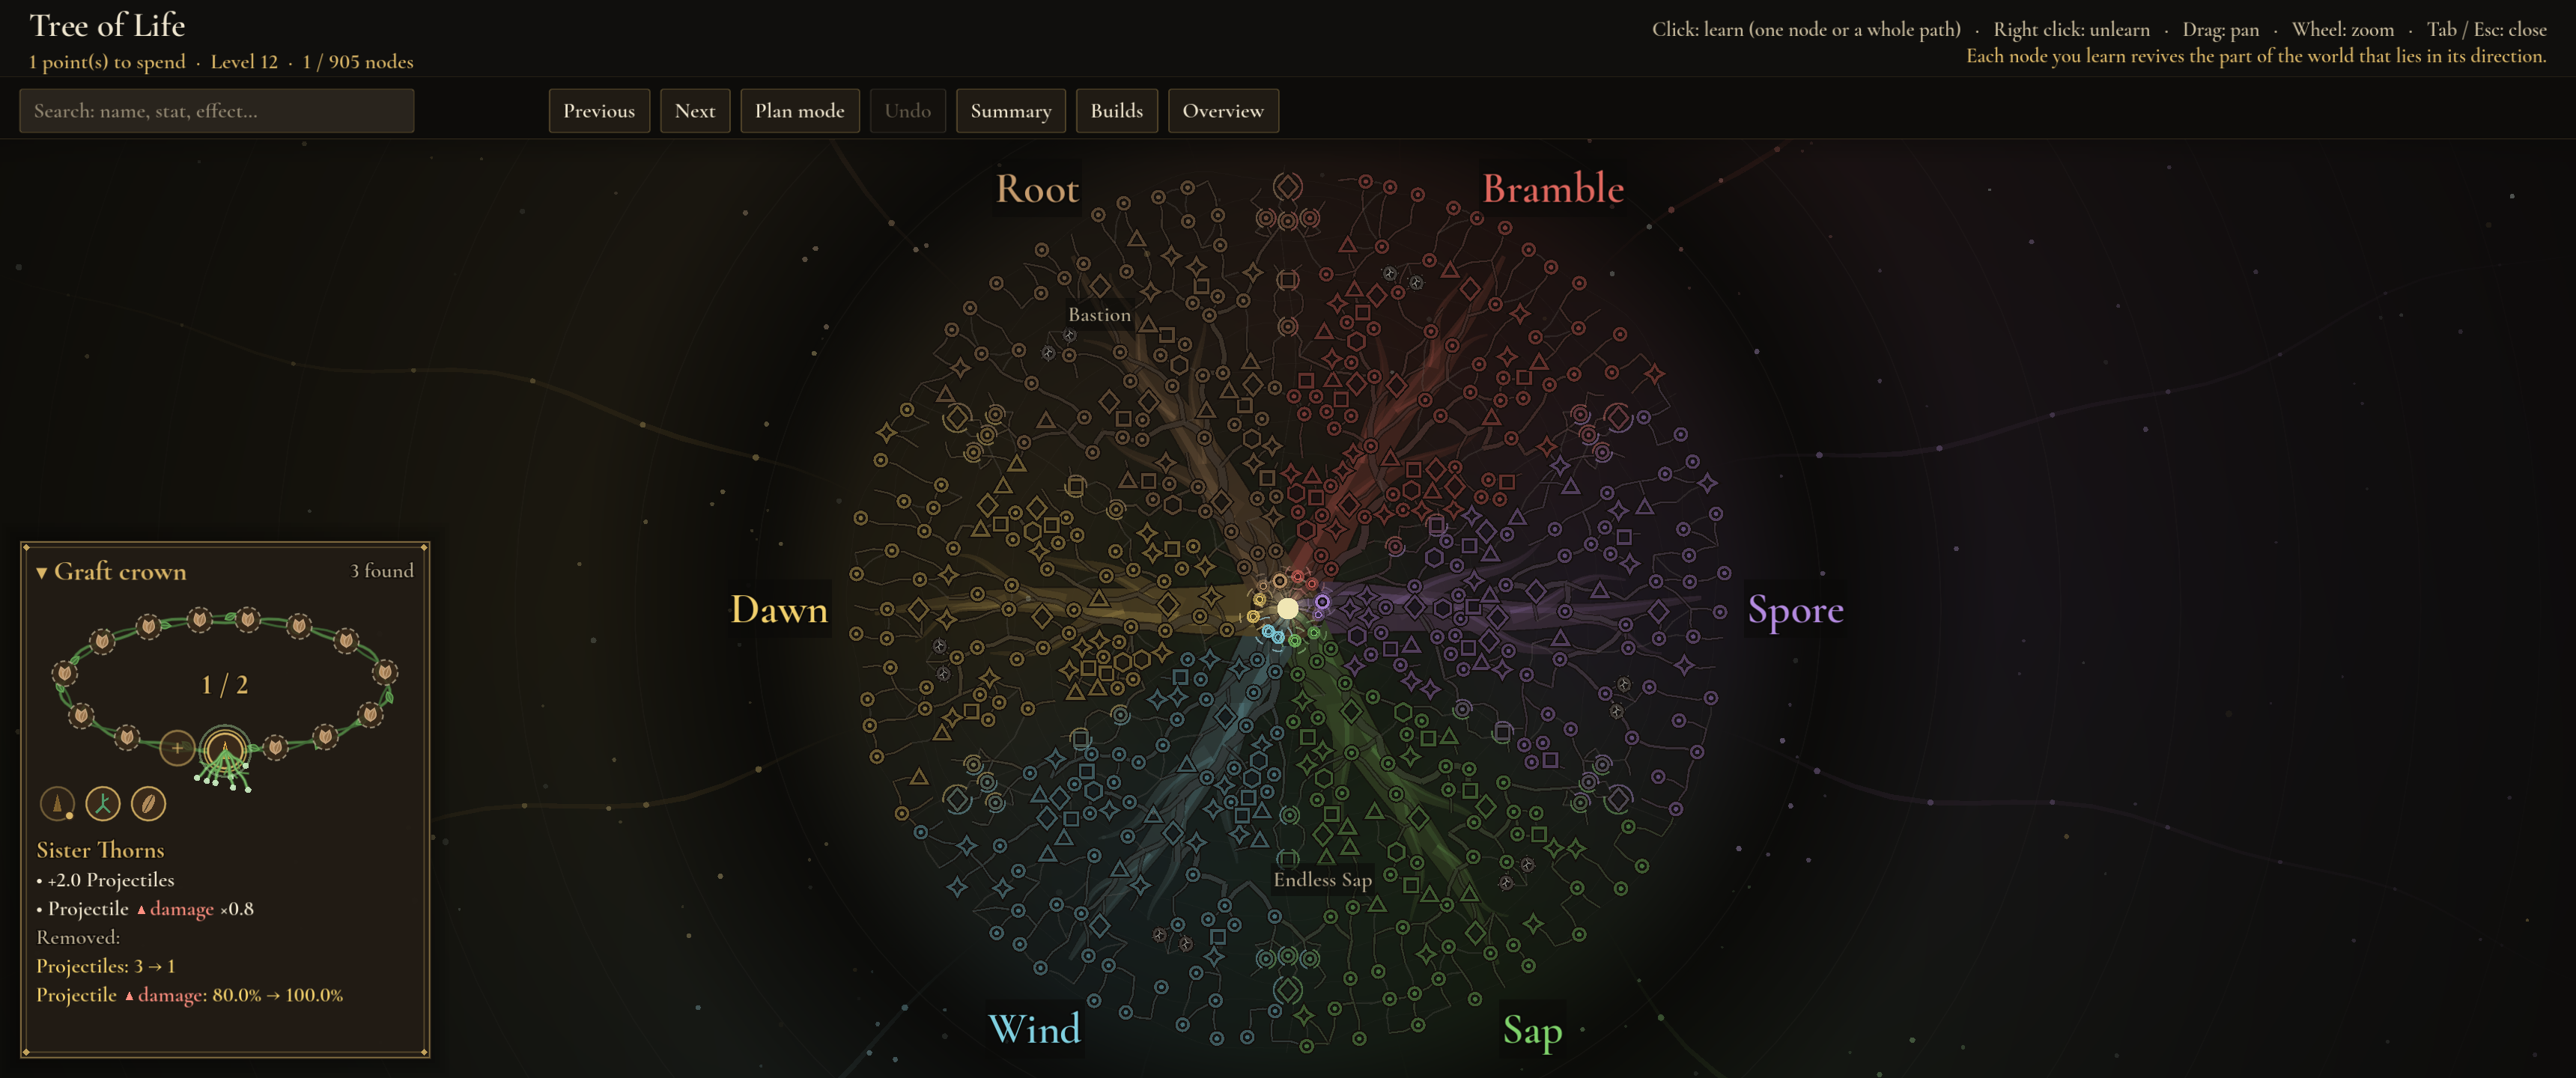 Tree of Life
1 point(s) to spend · Level 12 · 1 / 905 nodes
Click: learn (one node or a whole path) · Right click: unlearn · Drag: pan · Wheel: zoom · Tab / Esc: close
Each node you learn revives the part of the world that lies in its direction.
Search: name, stat, effect...
Previous
Next
Plan mode
Undo
Summary
Builds
Overview
Root
Bramble
Bastion
Dawn
Spore
Endless Sap
Wind
Sap
▾ Graft crown
3 found
1 / 2
+
Sister Thorns
• +2.0 Projectiles
• Projectile ▲damage ×0.8
Removed:
Projectiles: 3 → 1
Projectile ▲damage: 80.0% → 100.0%